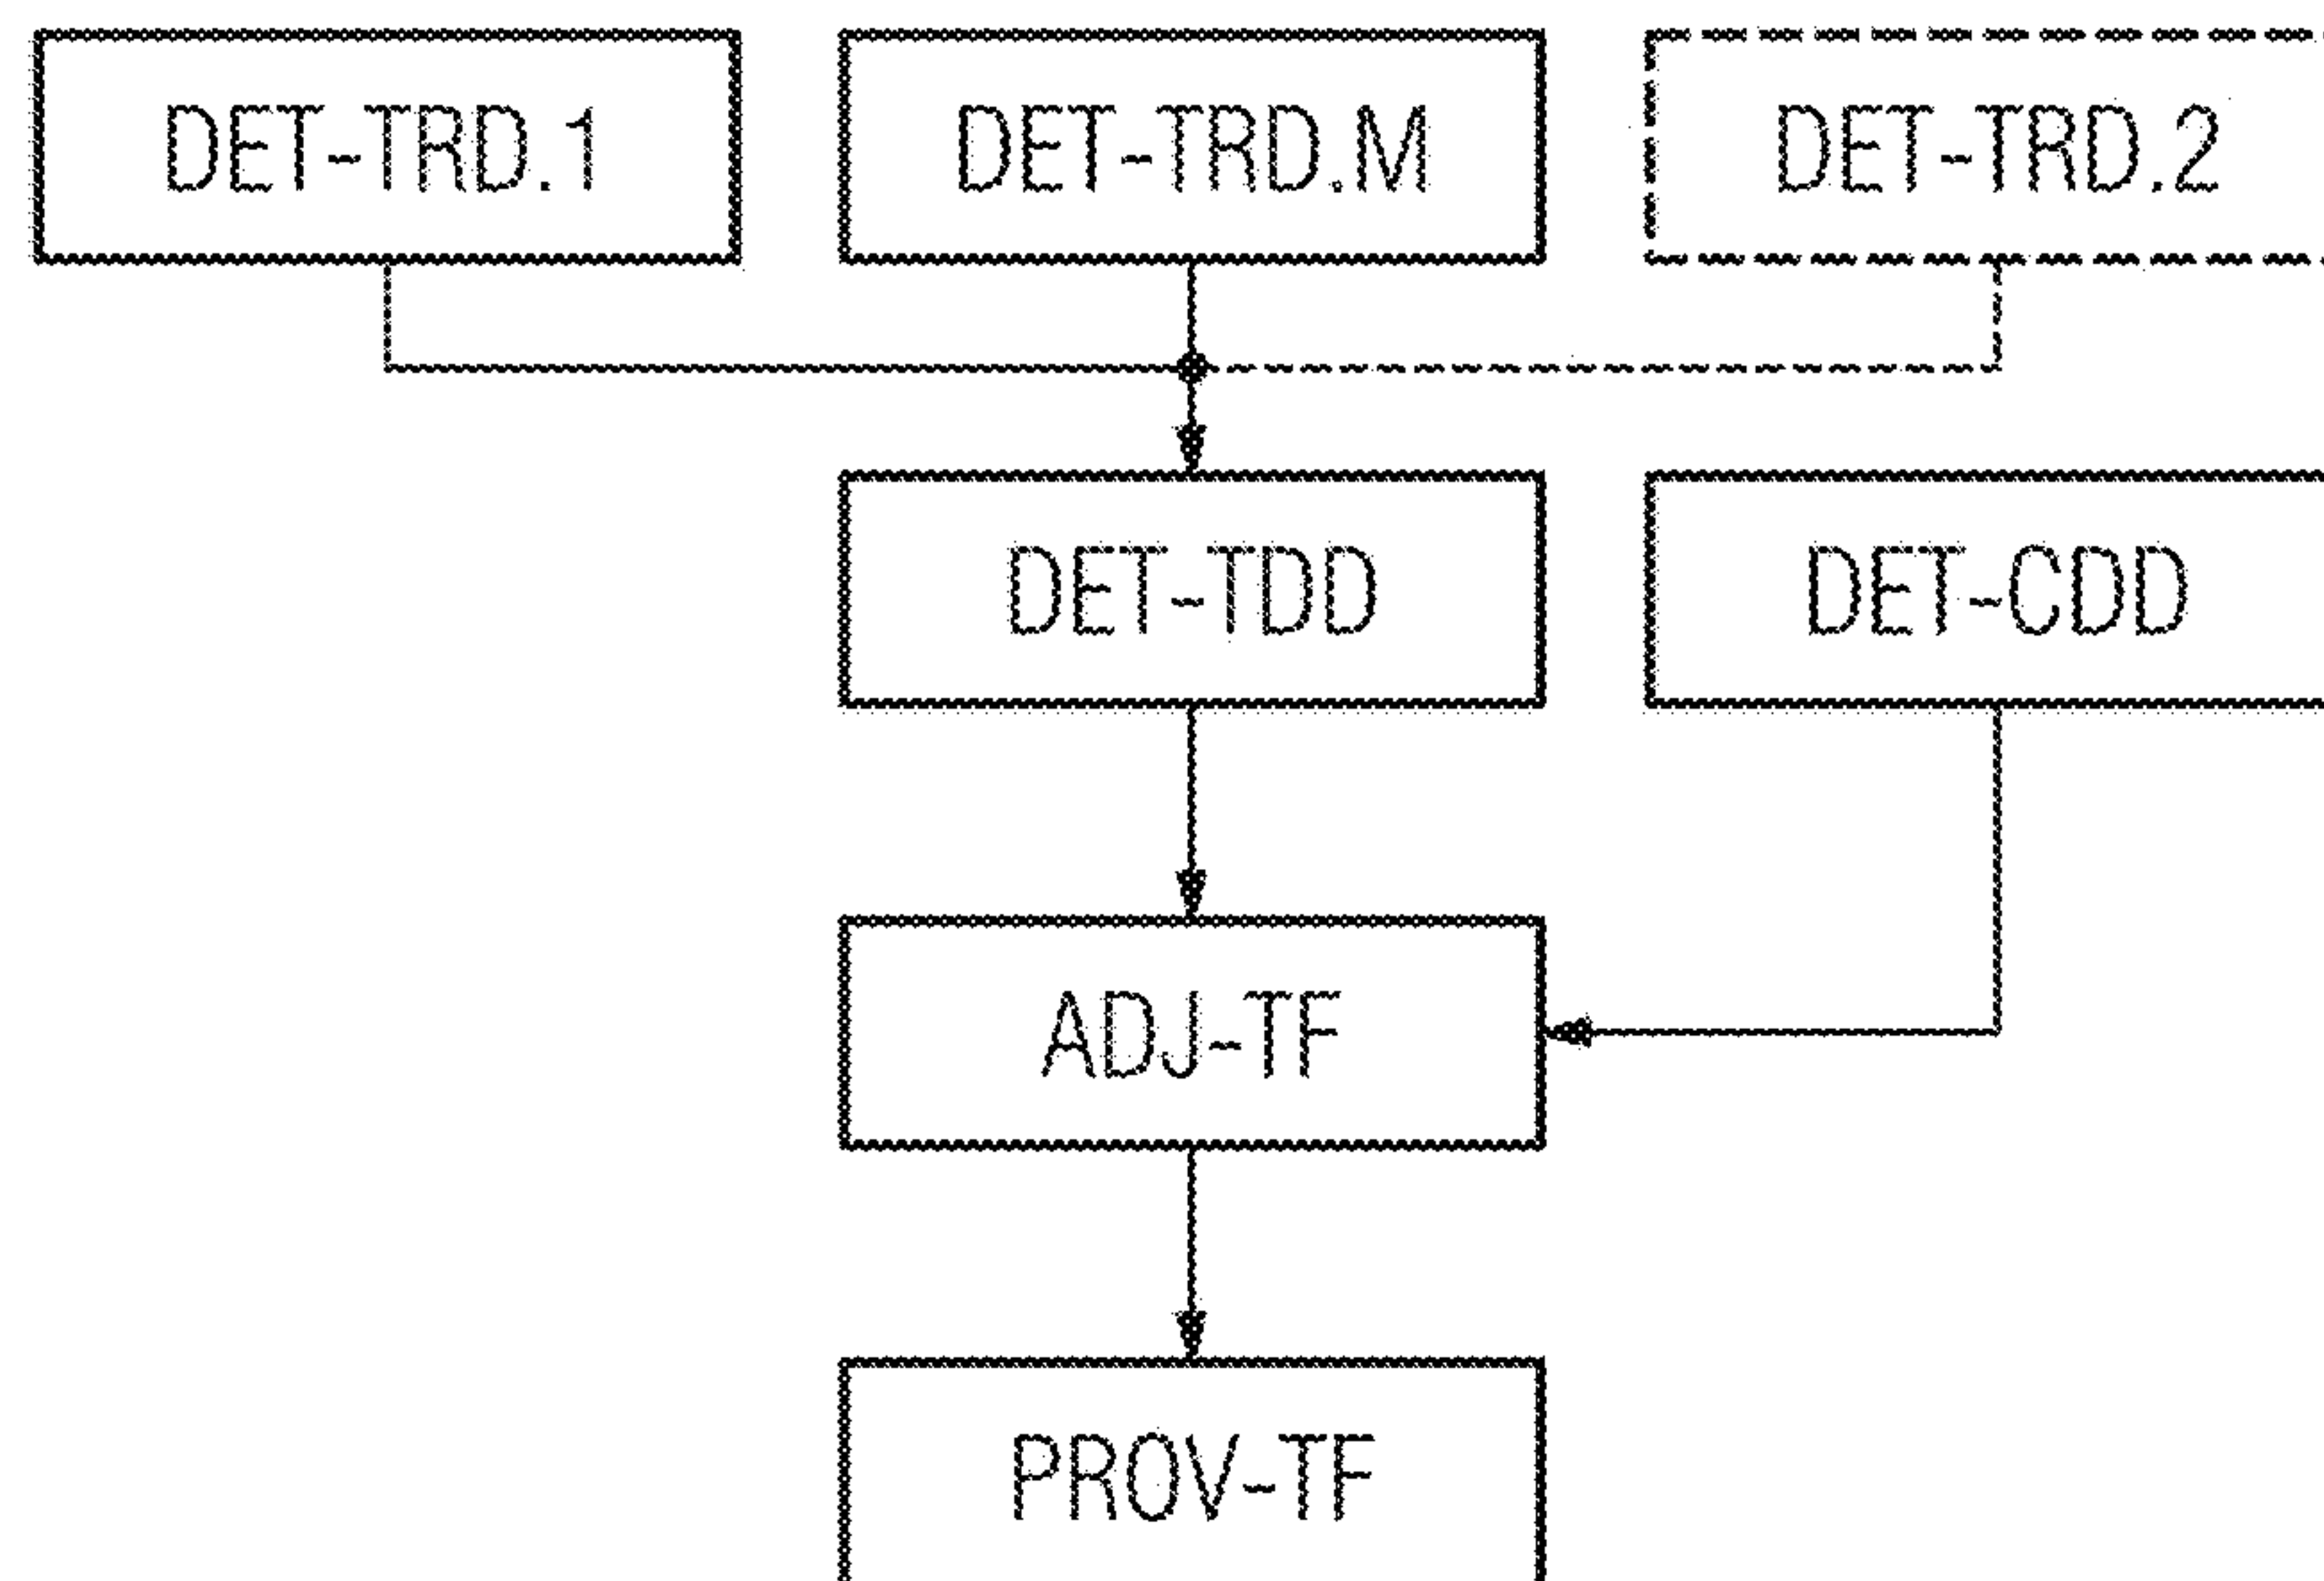 DET-TRD.1
DET-TRD.M
DET-TRD.2
DET-TDD
DET-CDD
ADJ-TF
PROV-TF